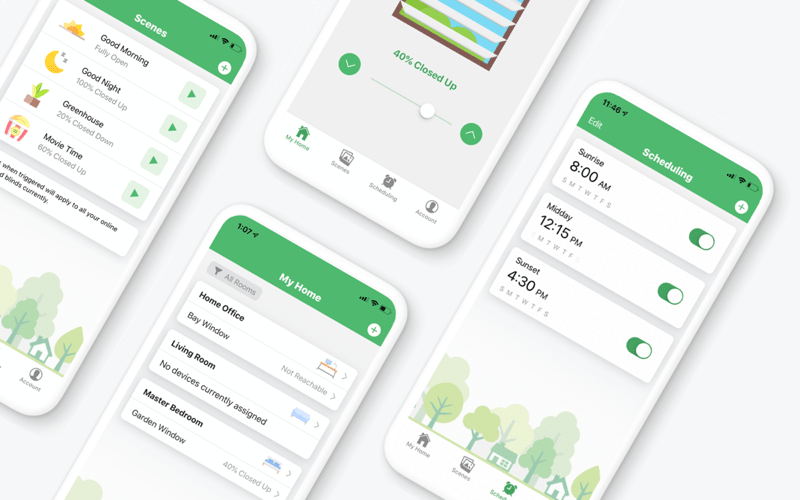 Scenes
Good Morning
Fully Open
Good Night
100% Closed Up
Greenhouse
20% Closed Down
Movie Time
60% Closed Up
when triggered will apply to all your online
blinds currently.
Account
40% Closed Up
My Home
Scenes
Scheduling
Account
1:07
My Home
All Rooms
Home Office
Bay Window
Not Reachable
Living Room
No devices currently assigned
Master Bedroom
Garden Window
40% Closed Up
11:46
Edit
Scheduling
Sunrise
8:00 AM
S M T W T F S
Midday
12:15 PM
M T W T F
Sunset
4:30 PM
S M T W T F S
My Home
Scenes